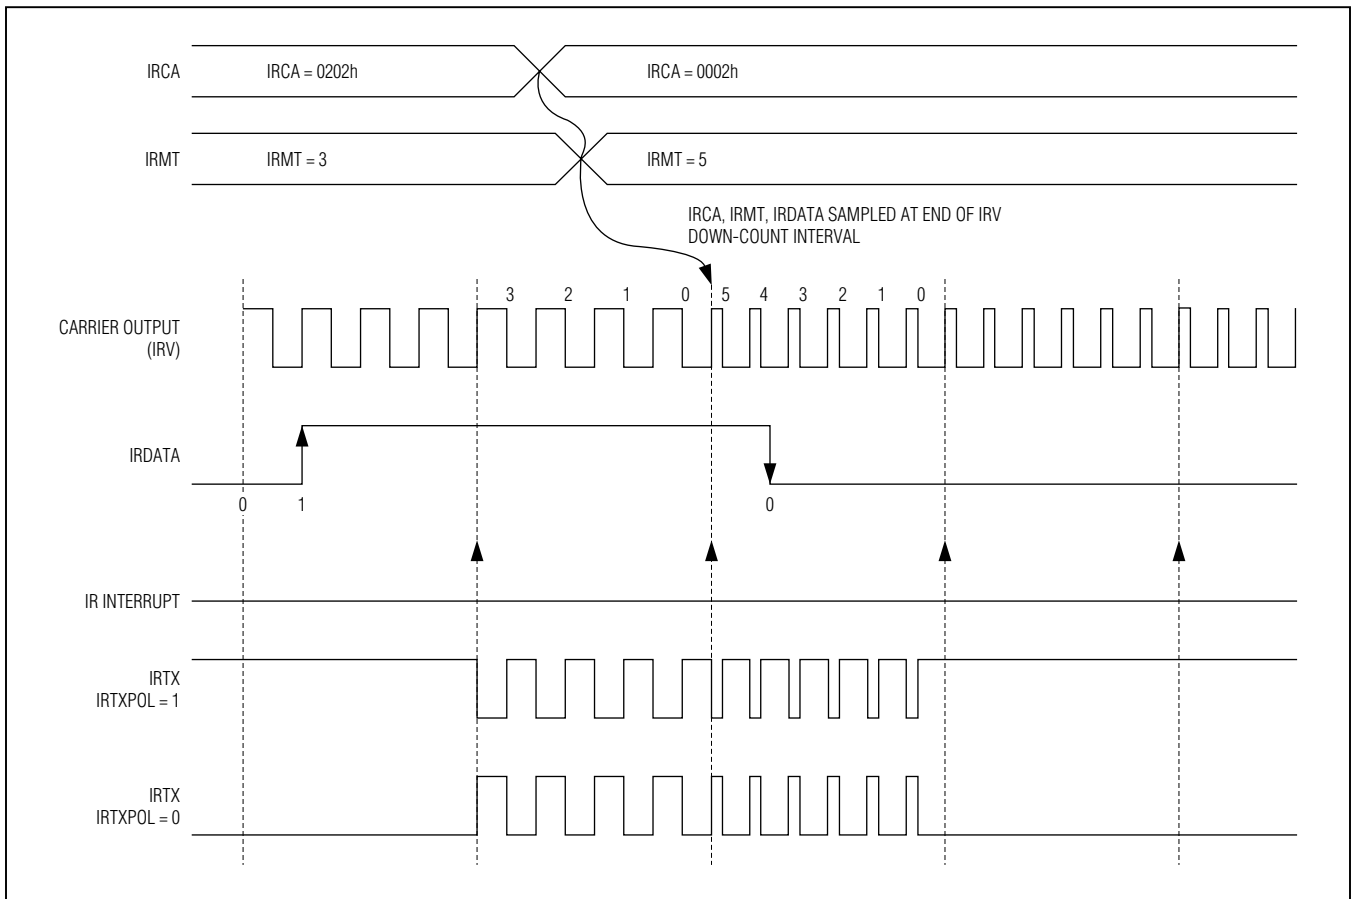 IRCA
IRCA = 0202h
IRCA = 0002h
IRMT
IRMT = 3
IRMT = 5
IRCA, IRMT, IRDATA SAMPLED AT END OF IRV
DOWN-COUNT INTERVAL
3 2 1 0 5 4 3 2 1 0
CARRIER OUTPUT
(IRV)
IRDATA
0 1 0
IR INTERRUPT
IRTX
IRTXPOL = 1
IRTX
IRTXPOL = 0